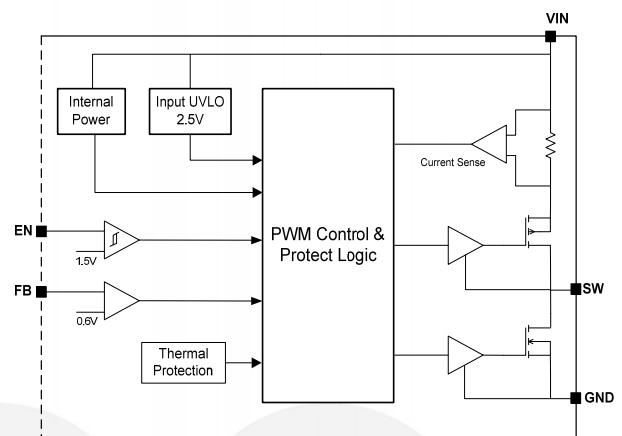 VIN
Internal
Power
Input UVLO
2.5V
Current Sense
EN
1.5V
PWM Control &
Protect Logic
FB
0.6V
SW
Thermal
Protection
GND